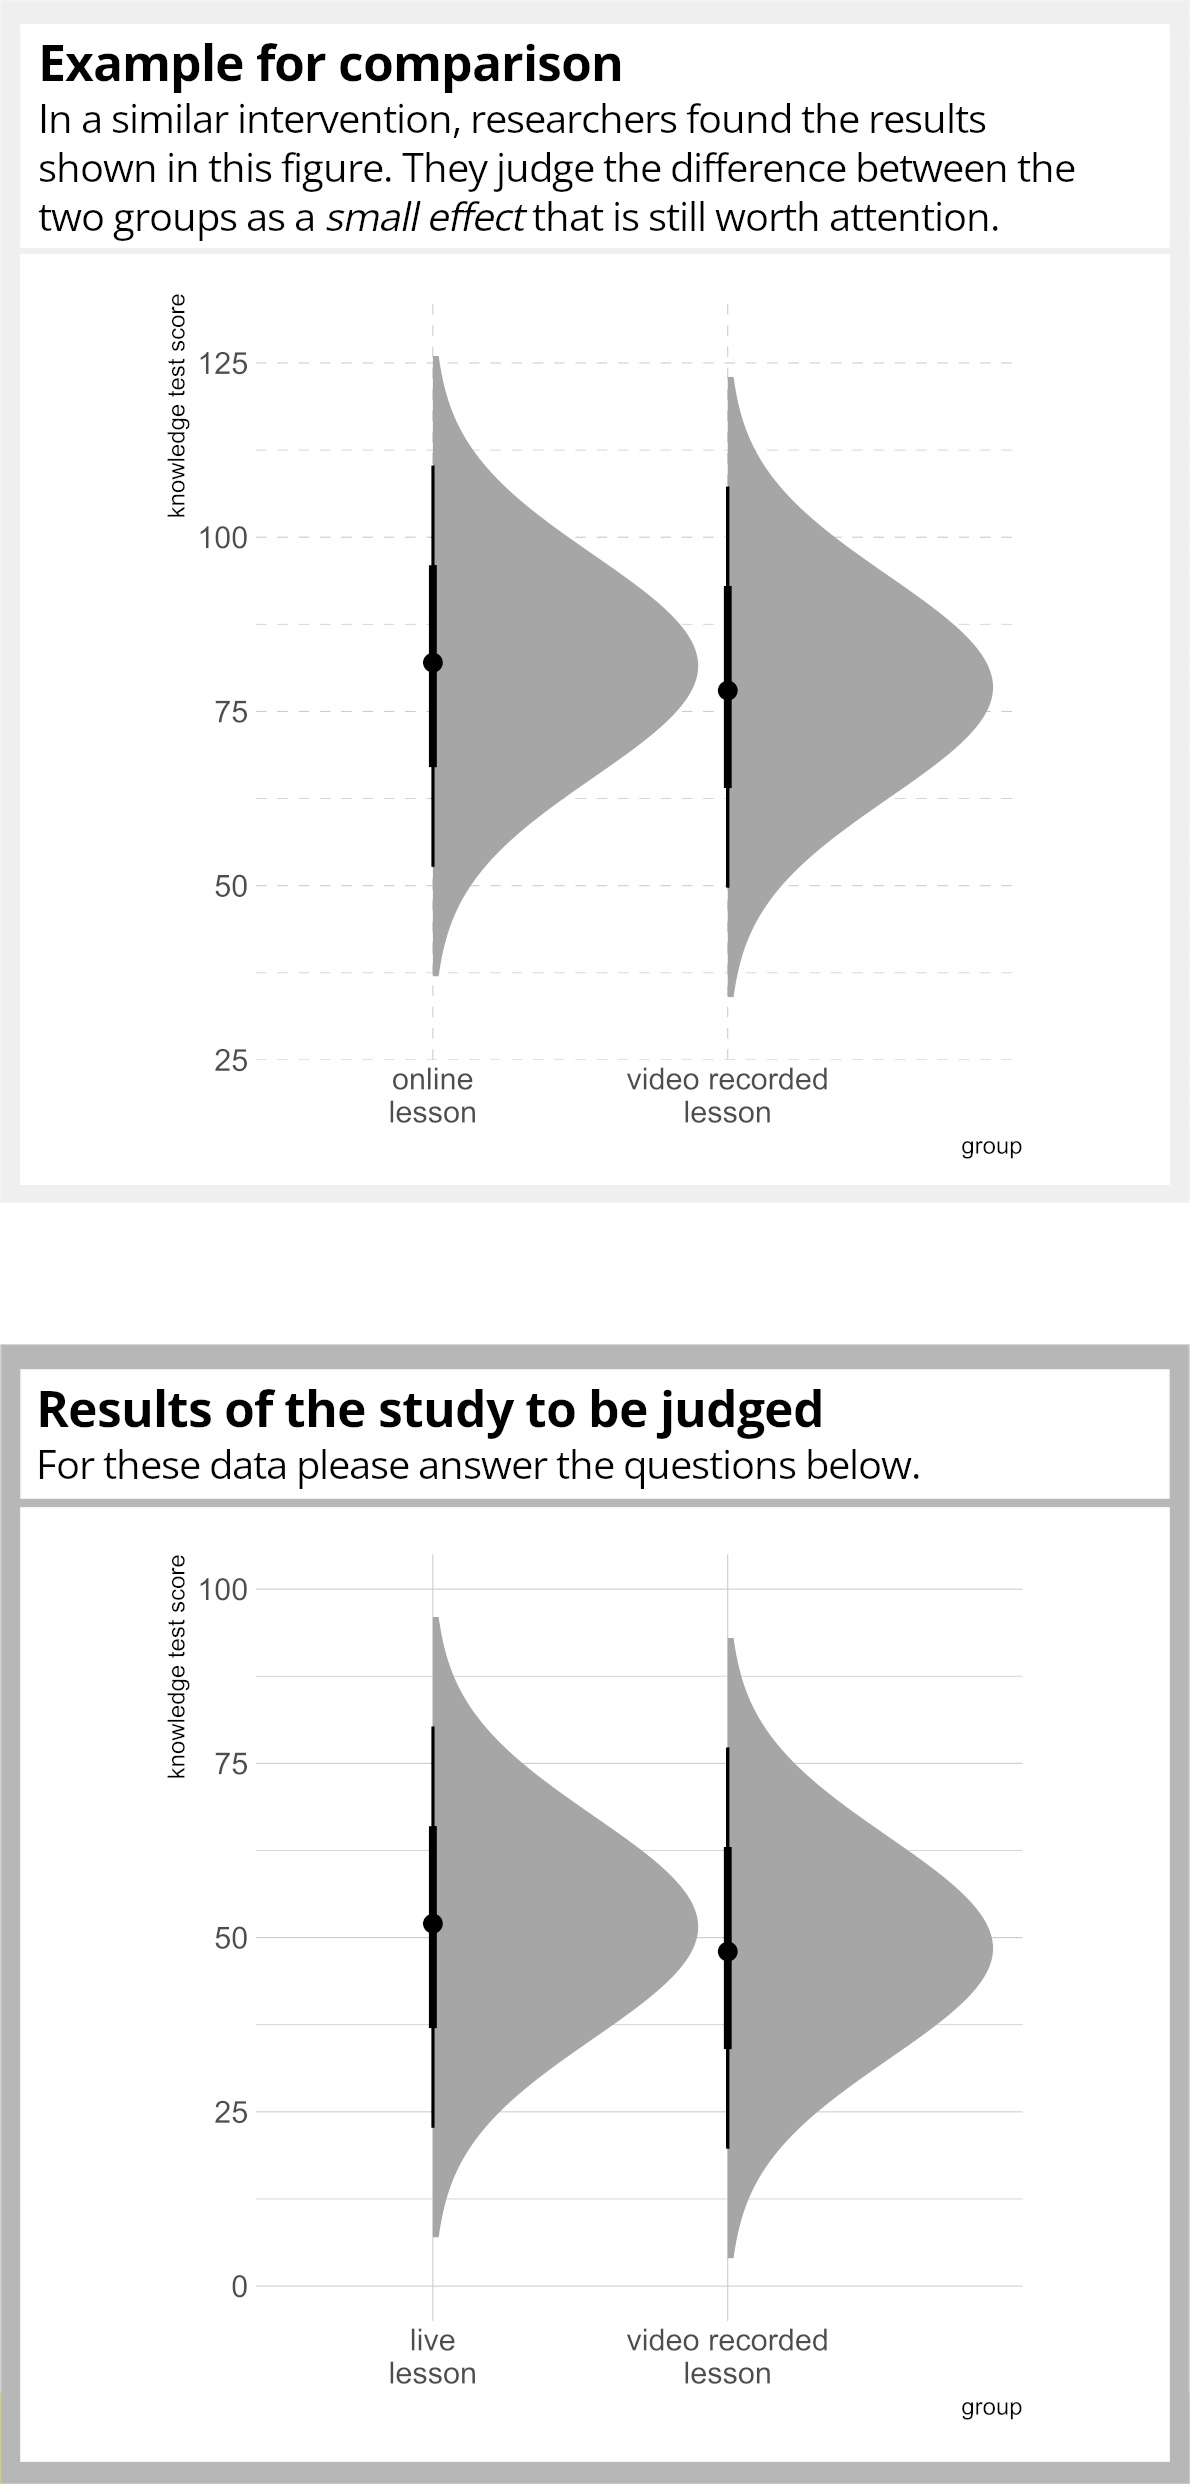 Example for comparison
In a similar intervention, researchers found the results
shown in this figure. They judge the difference between the
two groups as a small effect that is still worth attention.
knowledge test score
125
100
75
50
25
online
lesson
video recorded
lesson
group
Results of the study to be judged
For these data please answer the questions below.
knowledge test score
100
75
50
25
0
live
lesson
video recorded
lesson
group